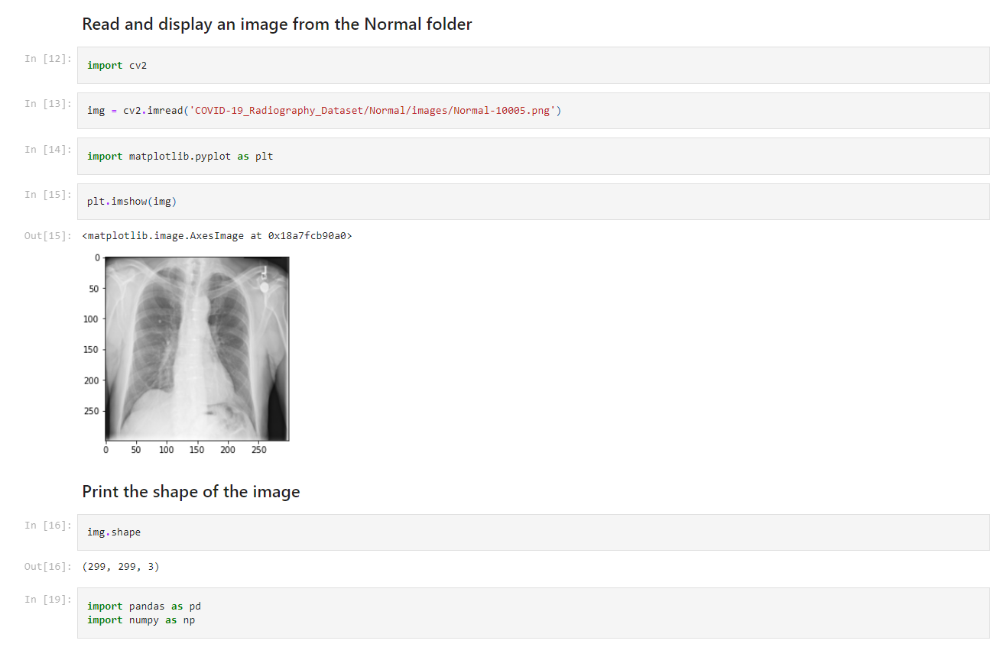 Read and display an image from the Normal folder
In [12]:
import cv2
In [13]:
img = cv2.imread('COVID-19_Radiography_Dataset/Normal/images/Normal-10005.png')
In [14]:
import matplotlib.pyplot as plt
In [15]:
plt.imshow(img)
Out[15]:
<matplotlib.image.AxesImage at 0x18a7fcb90a0>
0
50
100
150
200
250
0 50 100 150 200 250
Print the shape of the image
In [16]:
img.shape
Out[16]:
(299, 299, 3)
In [19]:
import pandas as pd
import numpy as np